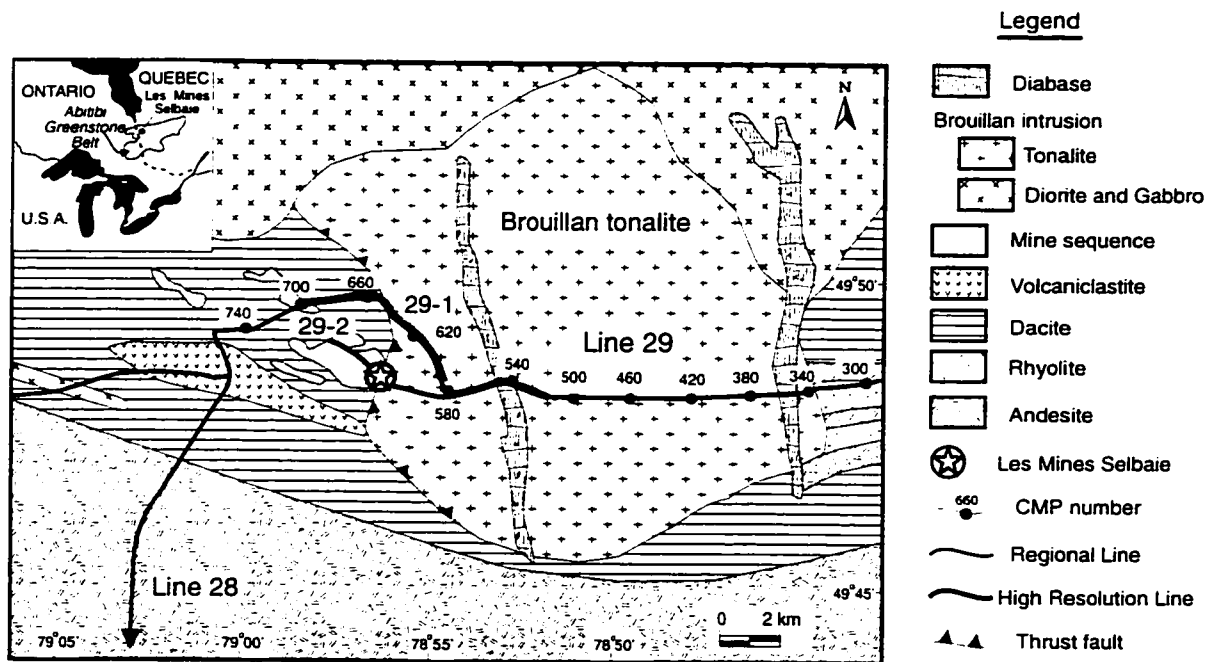 Legend
Diabase
Brouillan intrusion
Tonalite
Diorite and Gabbro
Mine sequence
Volcaniclastite
Dacite
Rhyolite
Andesite
Les Mines Selbaie
660
CMP number
Regional Line
High Resolution Line
Thrust fault
ONTARIO
QUEBEC
Les Mines
Selbaie
Abitibi
Greenstone
Belt
U.S A.
N
Brouillan tonalite
49°50'
700
660
29-1
740
29-2
620
Line 29
540
580
500
460
420
380
340
300
Line 28
49°45'
0 2 km
79°05'
79°00'
78°55'
78°50'